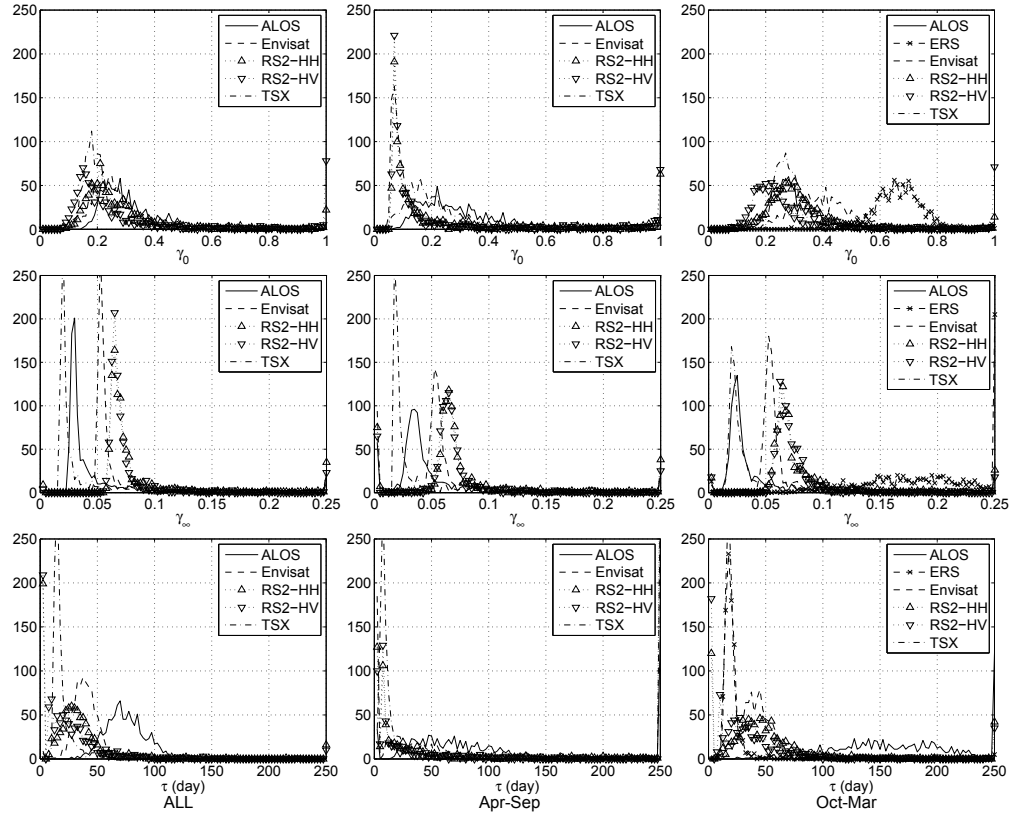 250
200
150
100
50
0
0 0.2 0.4 0.6 0.8 1
γ₀
ALOS
Envisat
RS2−HH
RS2−HV
TSX
250
200
150
100
50
0
0 0.2 0.4 0.6 0.8 1
γ₀
ALOS
Envisat
RS2−HH
RS2−HV
TSX
250
200
150
100
50
0
0 0.2 0.4 0.6 0.8 1
γ₀
ALOS
ERS
Envisat
RS2−HH
RS2−HV
TSX
250
200
150
100
50
0
0 0.05 0.1 0.15 0.2 0.25
γ∞
ALOS
Envisat
RS2−HH
RS2−HV
TSX
250
200
150
100
50
0
0 0.05 0.1 0.15 0.2 0.25
γ∞
ALOS
Envisat
RS2−HH
RS2−HV
TSX
250
200
150
100
50
0
0 0.05 0.1 0.15 0.2 0.25
γ∞
ALOS
ERS
Envisat
RS2−HH
RS2−HV
TSX
250
200
150
100
50
0
0 50 100 150 200 250
τ (day)
ALL
ALOS
Envisat
RS2−HH
RS2−HV
TSX
250
200
150
100
50
0
0 50 100 150 200 250
τ (day)
Apr-Sep
ALOS
Envisat
RS2−HH
RS2−HV
TSX
250
200
150
100
50
0
0 50 100 150 200 250
τ (day)
Oct-Mar
ALOS
ERS
Envisat
RS2−HH
RS2−HV
TSX